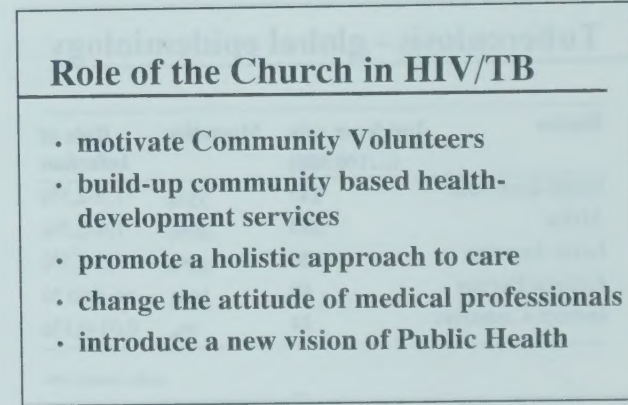 Role of the Church in HIV/TB
· motivate Community Volunteers
· build-up community based health-
development services
· promote a holistic approach to care
· change the attitude of medical professionals
· introduce a new vision of Public Health